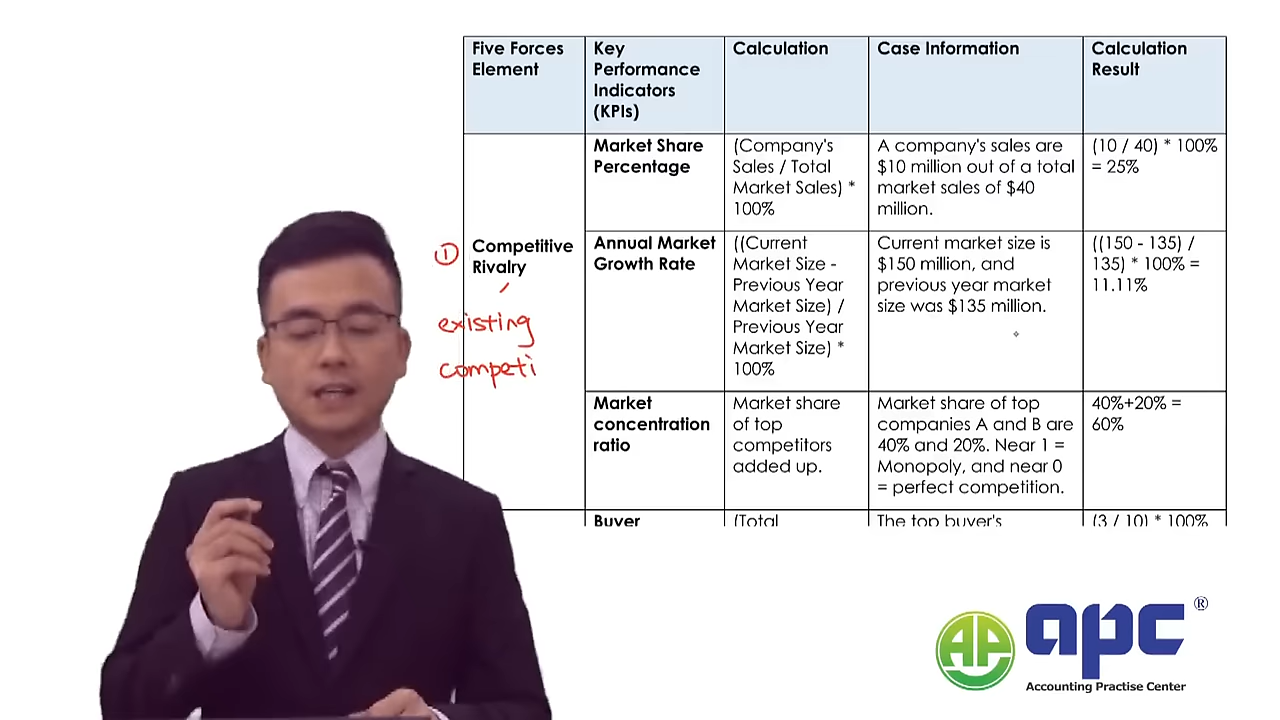 Five Forces
Element
Key
Performance
Indicators
(KPIs)
Calculation
Case Information
Calculation
Result
① Competitive
Rivalry
existing
competi
Market Share
Percentage
(Company's
Sales / Total
Market Sales) *
100%
A company's sales are
$10 million out of a total
market sales of $40
million.
(10 / 40) * 100%
= 25%
Annual Market
Growth Rate
((Current
Market Size -
Previous Year
Market Size) /
Previous Year
Market Size) *
100%
Current market size is
$150 million, and
previous year market
size was $135 million.
((150 - 135) /
135) * 100% =
11.11%
Market
concentration
ratio
Market share
of top
competitors
added up.
Market share of top
companies A and B are
40% and 20%. Near 1 =
Monopoly, and near 0
= perfect competition.
40%+20% =
60%
Buyer
(Total
The top buyer's
(3 / 10) * 100%
AP apc ®
Accounting Practise Center